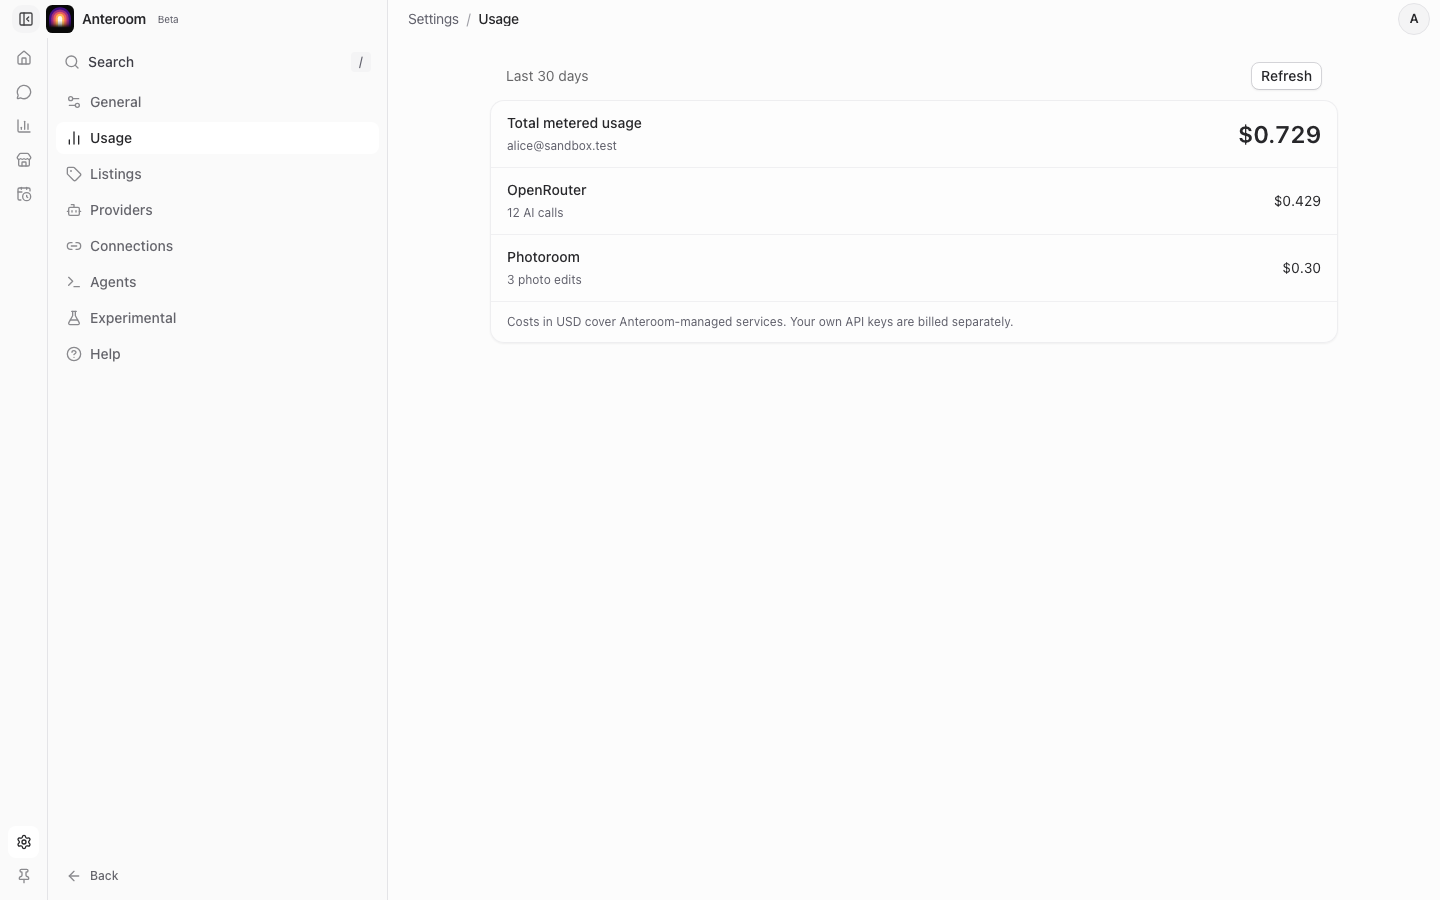 Anteroom Beta
Settings / Usage
A
Search /
General
Usage
Listings
Providers
Connections
Agents
Experimental
Help
Back
Last 30 days
Refresh
Total metered usage
alice@sandbox.test
$0.729
OpenRouter
12 AI calls
$0.429
Photoroom
3 photo edits
$0.30
Costs in USD cover Anteroom-managed services. Your own API keys are billed separately.